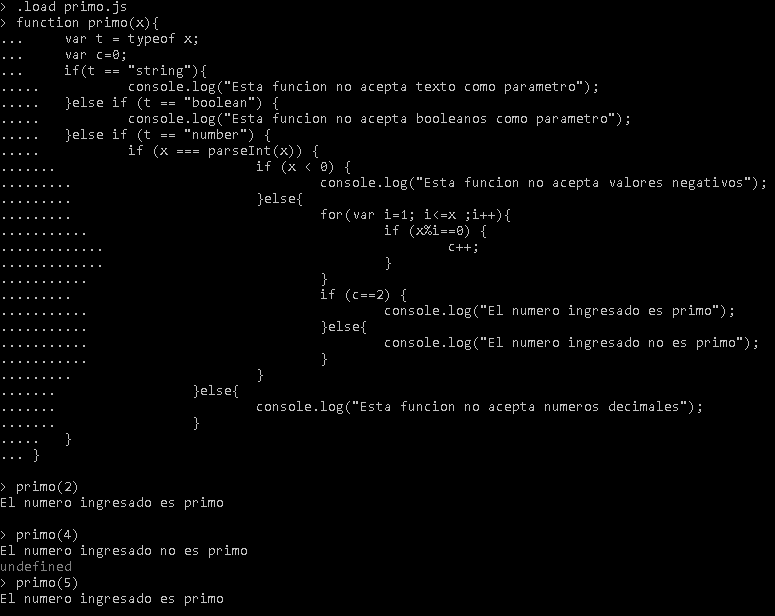 > .load primo.js
> function primo(x){
...     var t = typeof x;
...     var c=0;
...     if(t == "string"){
.....           console.log("Esta funcion no acepta texto como parametro");
.....   }else if (t == "boolean") {
.....           console.log("Esta funcion no acepta booleanos como parametro");
.....   }else if (t == "number") {
.....           if (x === parseInt(x)) {
.......                         if (x < 0) {
.........                               console.log("Esta funcion no acepta valores negativos");
.........                       }else{
.........                               for(var i=1; i<=x ;i++){
...........                                     if (x%i==0) {
.............                                           c++;
.............                                   }
...........                             }
.........                               if (c==2) {
...........                                     console.log("El numero ingresado es primo");
...........                             }else{
...........                                     console.log("El numero ingresado no es primo");
...........                             }
.........                       }
.......                 }else{
.......                         console.log("Esta funcion no acepta numeros decimales");
.......                 }
.....   }
... }
> primo(2)
El numero ingresado es primo
> primo(4)
El numero ingresado no es primo
undefined
> primo(5)
El numero ingresado es primo